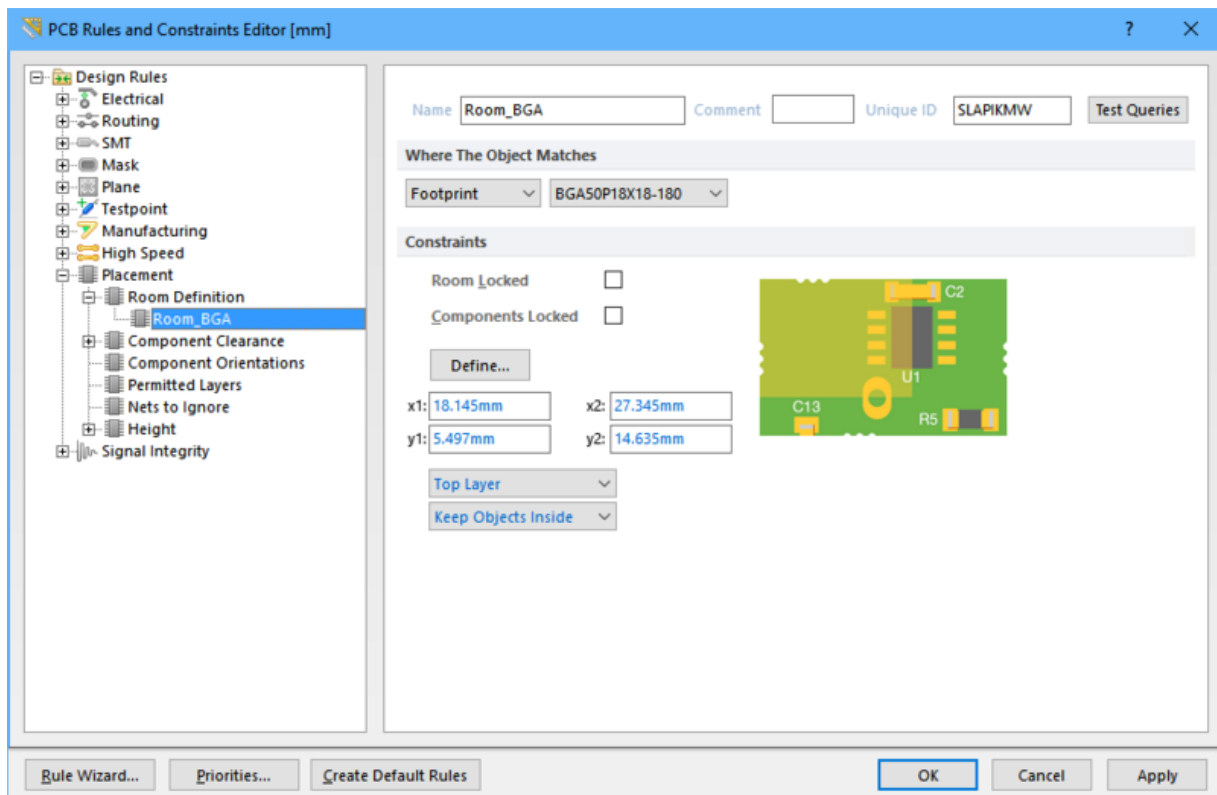 PCB Rules and Constraints Editor [mm]
?
Design Rules
Electrical
Routing
SMT
Mask
Plane
Testpoint
Manufacturing
High Speed
Placement
Room Definition
Room_BGA
Component Clearance
Component Orientations
Permitted Layers
Nets to Ignore
Height
Signal Integrity
Name Room_BGA Comment Unique ID SLAPIKMW Test Queries
Where The Object Matches
Footprint BGA50P18X18-180
Constraints
Room Locked
Components Locked
Define...
x1: 18.145mm x2: 27.345mm
y1: 5.497mm y2: 14.635mm
Top Layer
Keep Objects Inside
C2
U1
C13
R5
Rule Wizard... Priorities... Create Default Rules OK Cancel Apply